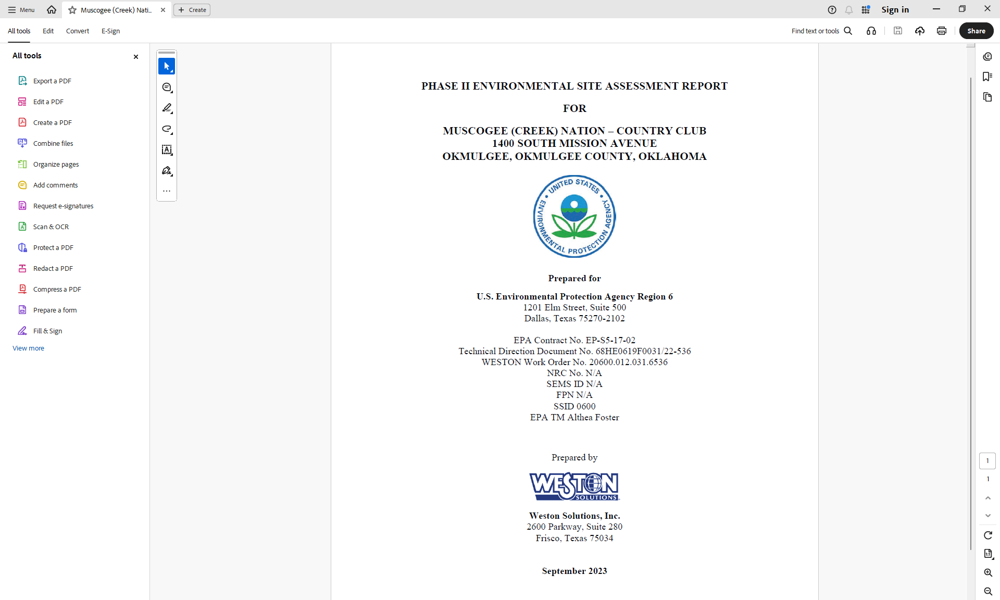 Menu
Muscogee (Creek) Nati...
Create
Sign in
All tools
Edit
Convert
E-Sign
Find text or tools
Share
All tools
Export a PDF
Edit a PDF
Create a PDF
Combine files
Organize pages
Add comments
Request e-signatures
Scan & OCR
Protect a PDF
Redact a PDF
Compress a PDF
Prepare a form
Fill & Sign
View more
PHASE II ENVIRONMENTAL SITE ASSESSMENT REPORT
FOR
MUSCOGEE (CREEK) NATION – COUNTRY CLUB
1400 SOUTH MISSION AVENUE
OKMULGEE, OKMULGEE COUNTY, OKLAHOMA
UNITED STATES
ENVIRONMENTAL PROTECTION AGENCY
Prepared for
U.S. Environmental Protection Agency Region 6
1201 Elm Street, Suite 500
Dallas, Texas 75270-2102
EPA Contract No. EP-S5-17-02
Technical Direction Document No. 68HE0619F0031/22-536
WESTON Work Order No. 20600.012.031.6536
NRC No. N/A
SEMS ID N/A
FPN N/A
SSID 0600
EPA TM Althea Foster
Prepared by
WESTON
SOLUTIONS
Weston Solutions, Inc.
2600 Parkway, Suite 280
Frisco, Texas 75034
September 2023
1
1